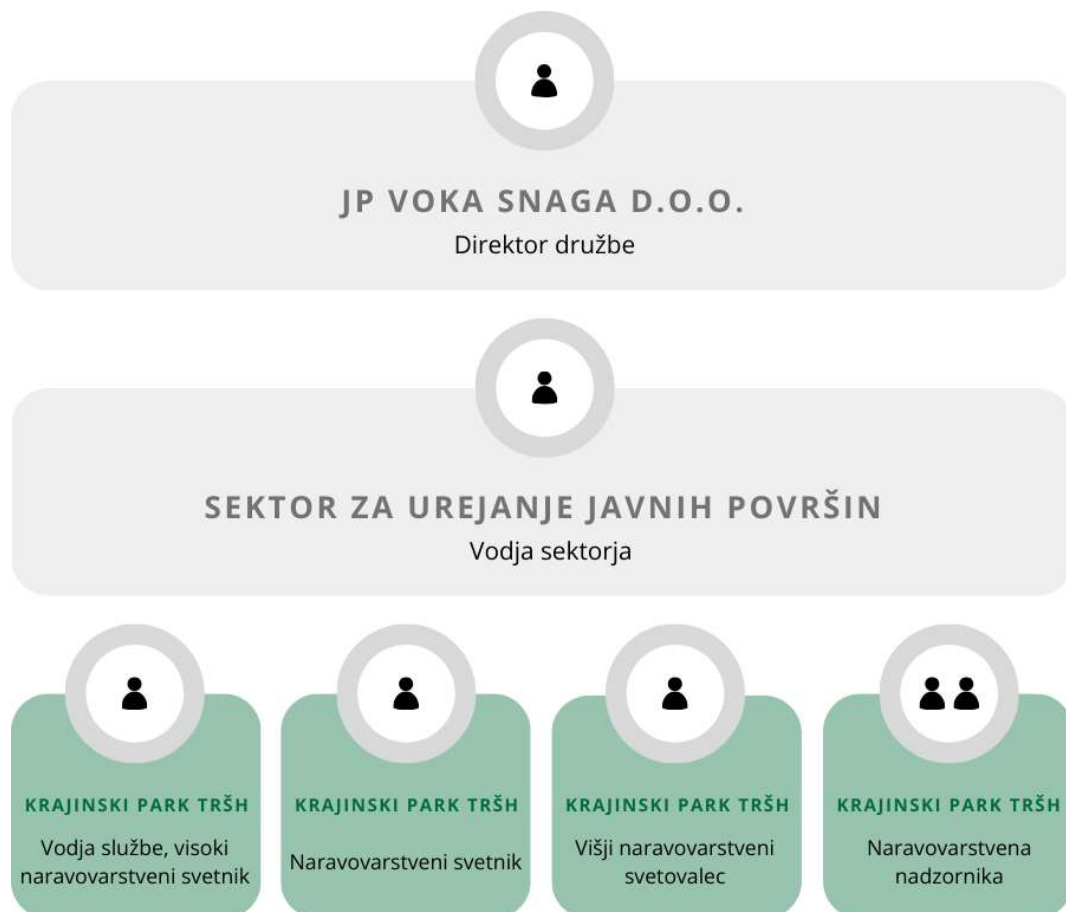 JP VOKA SNAGA D.O.O.
Direktor družbe
SEKTOR ZA UREJANJE JAVNIH POVRŠIN
Vodja sektorja
KRAJINSKI PARK TRŠH
Vodja službe, visoki
naravovarstveni svetnik
KRAJINSKI PARK TRŠH
Naravovarstveni svetnik
KRAJINSKI PARK TRŠH
Višji naravovarstveni
svetovalec
KRAJINSKI PARK TRŠH
Naravovarstvena
nadzornika